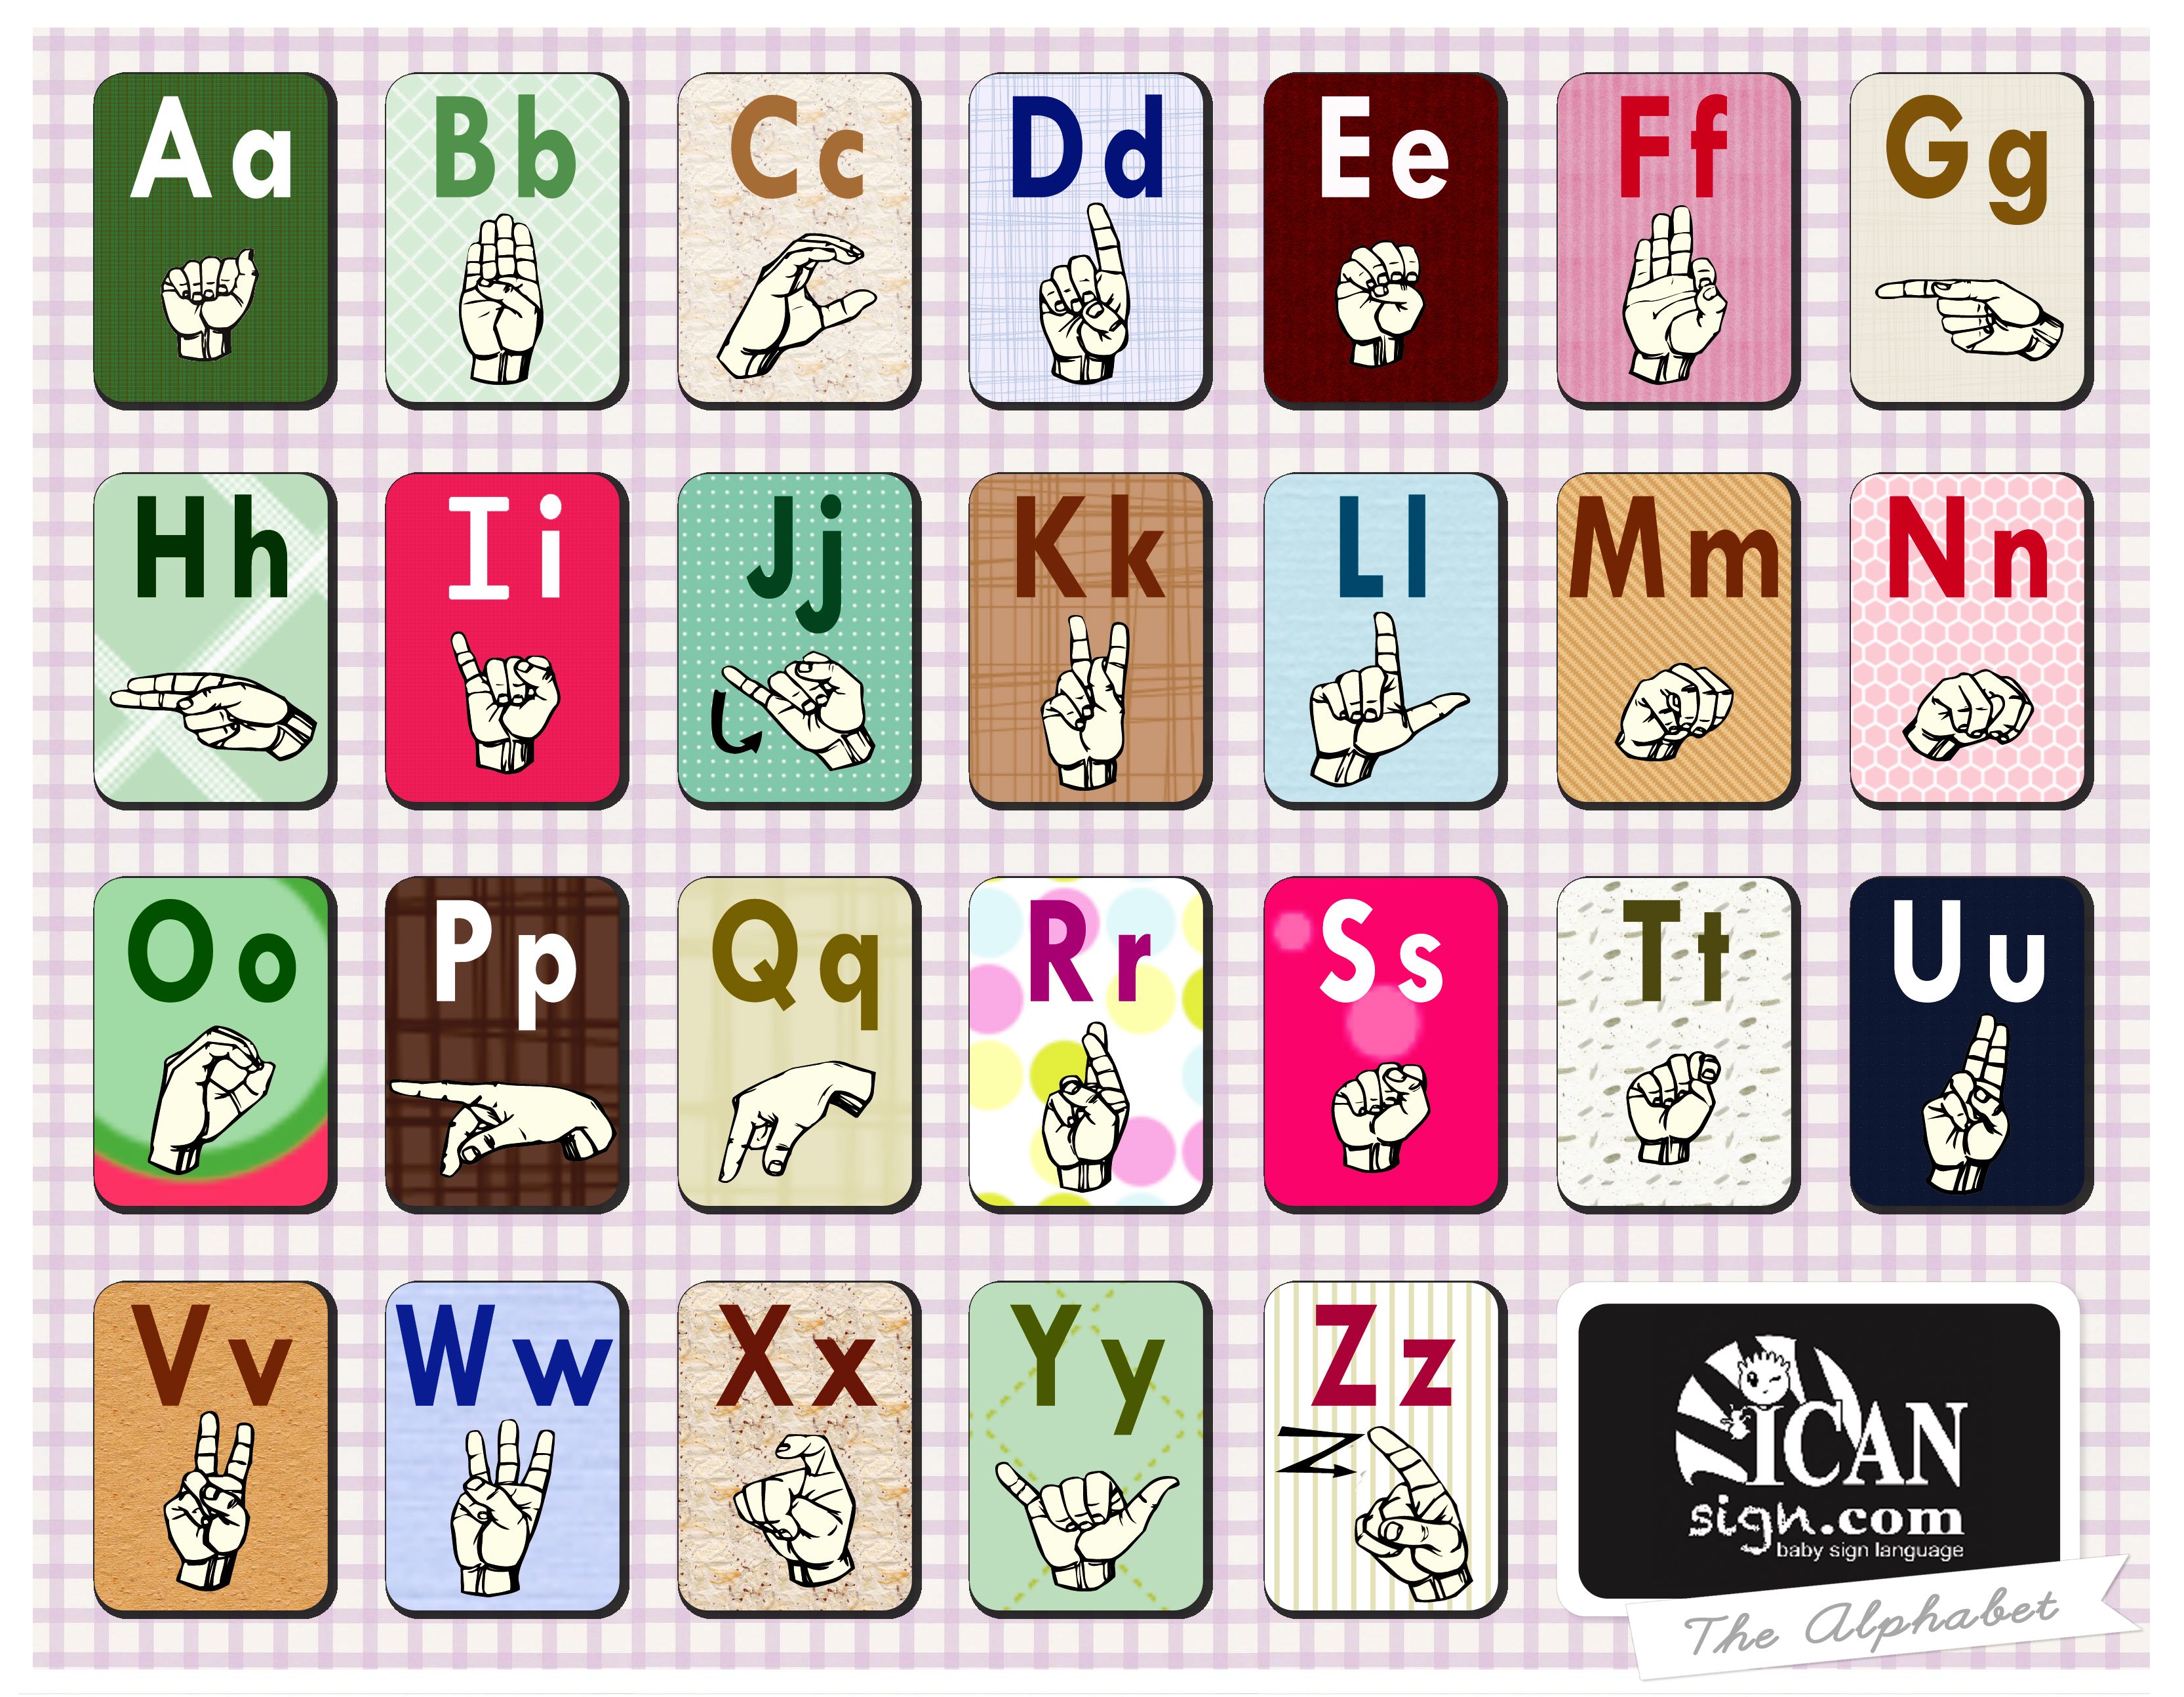 Aa
Bb
Cc
Dd
Ee
Ff
Gg
Hh
Ii
Jj
Kk
Ll
Mm
Nn
Oo
Pp
Qq
Rr
Ss
Tt
Uu
Vv
Ww
Xx
Yy
Zz
ICAN
sign.com
baby sign language
The Alphabet